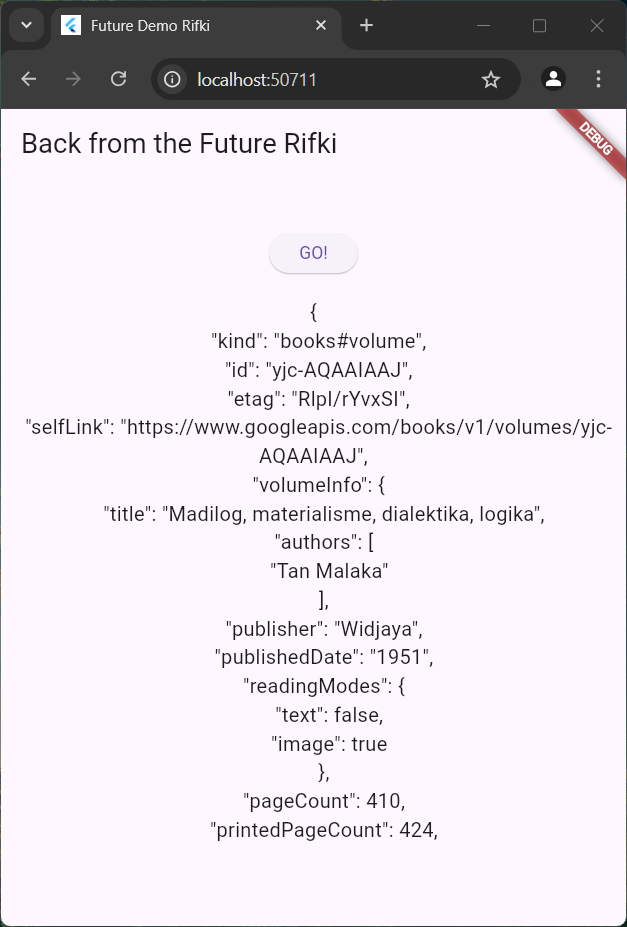 Future Demo Rifki
localhost:50711
Back from the Future Rifki
DEBUG
GO!
{
"kind": "books#volume",
"id": "yjc-AQAAIAAJ",
"etag": "RlpI/rYvxSI",
"selfLink": "https://www.googleapis.com/books/v1/volumes/yjc-
AQAAIAAJ",
"volumeInfo": {
"title": "Madilog, materialisme, dialektika, logika",
"authors": [
"Tan Malaka"
],
"publisher": "Widjaya",
"publishedDate": "1951",
"readingModes": {
"text": false,
"image": true
},
"pageCount": 410,
"printedPageCount": 424,